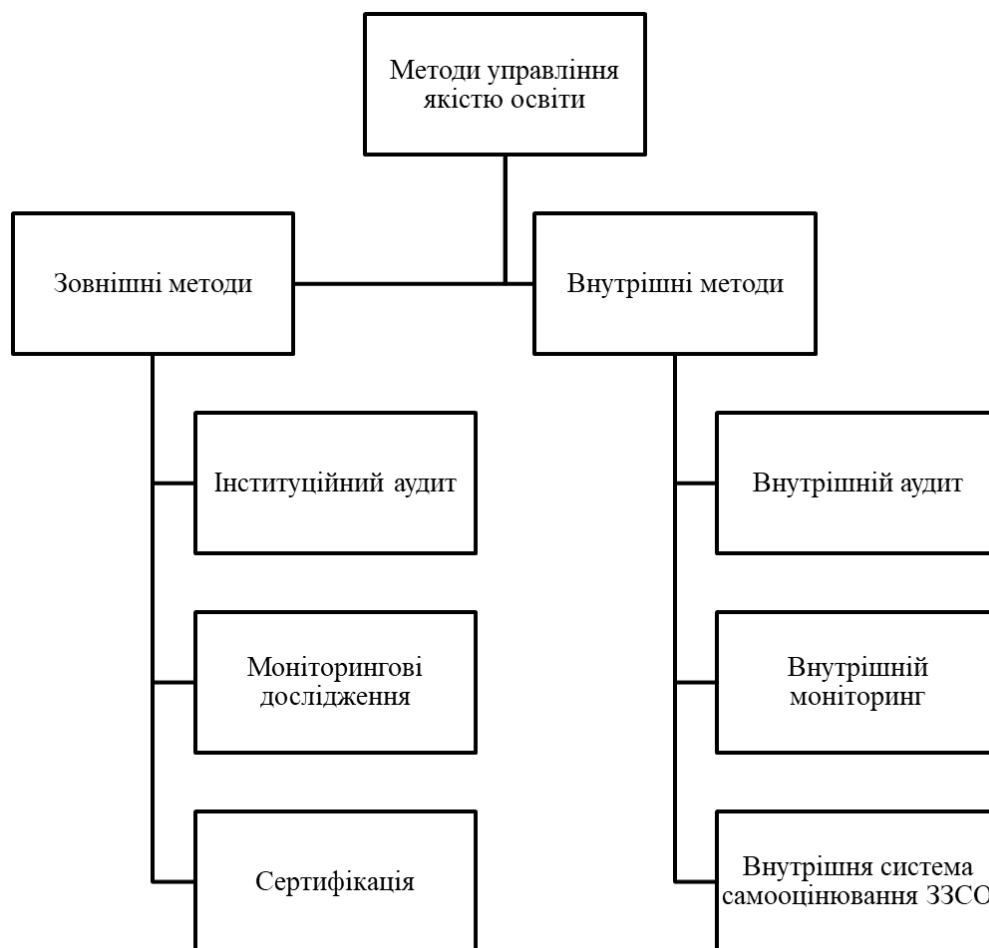 Методи управління
якістю освіти
Зовнішні методи
Внутрішні методи
Інституційний аудит
Внутрішній аудит
Моніторингові
дослідження
Внутрішній
моніторинг
Сертифікація
Внутрішня система
самооцінювання ЗЗСО